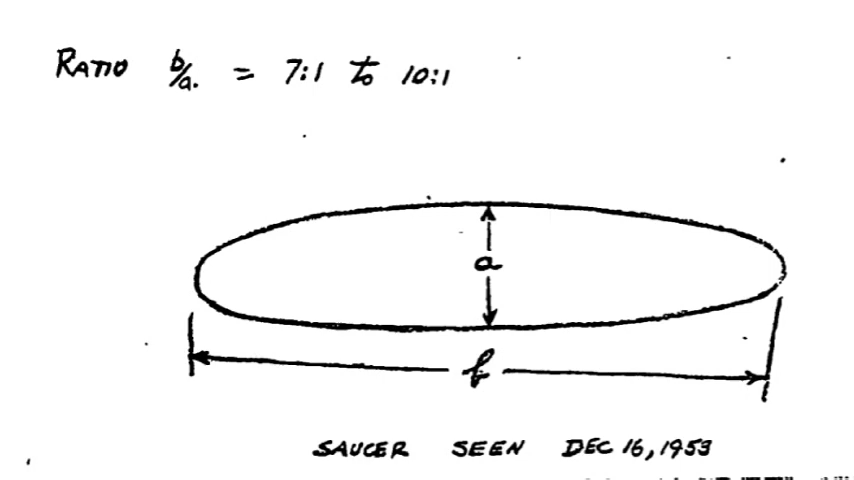 RATIO b/a. = 7:1 to 10:1
a
b
SAUCER SEEN DEC 16, 1953